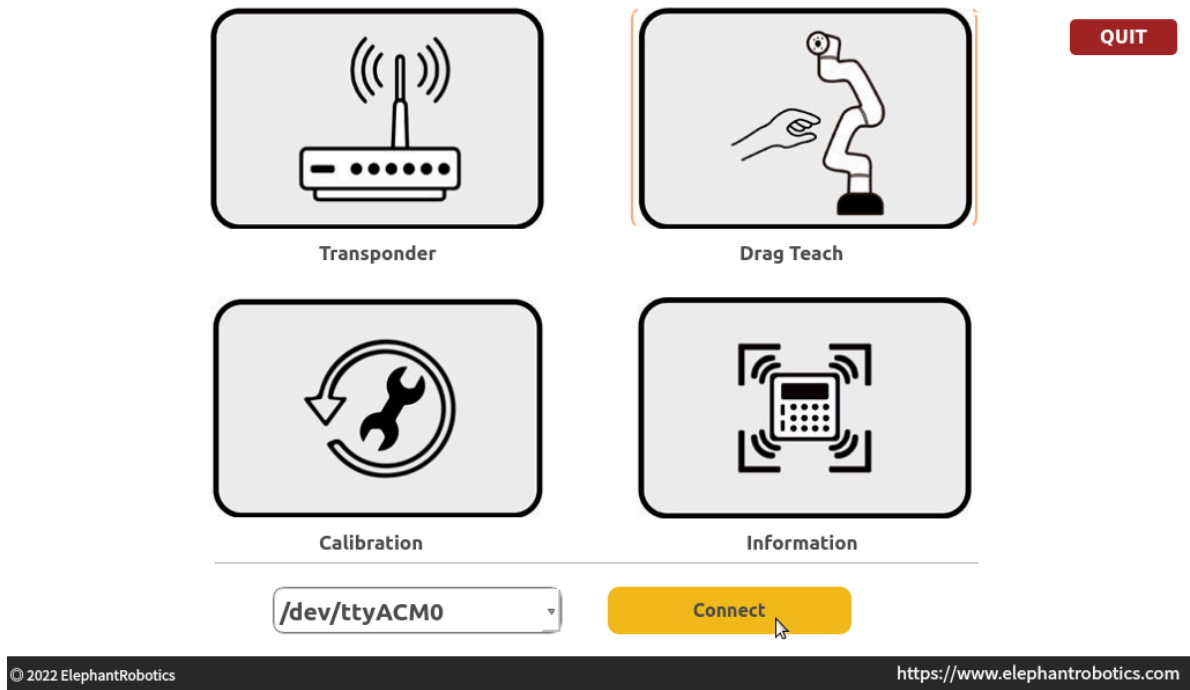 QUIT
Transponder
Drag Teach
Calibration
Information
/dev/ttyACM0
Connect
© 2022 ElephantRobotics
https://www.elephantrobotics.com